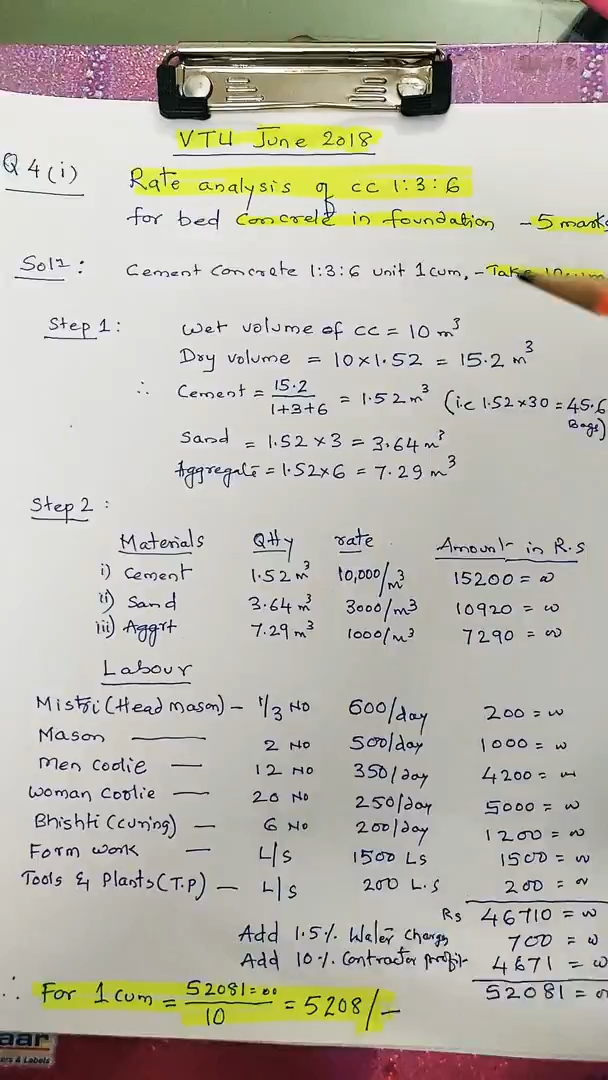 VTU June 2018
Q 4 (i) Rate analysis of CC 1:3:6
for bed concrete in foundation - 5 marks
Soln: Cement concrete 1:3:6 unit 1cum, - Take 10cum
Step 1: Wet volume of cc = 10 m³
Dry volume = 10×1.52 = 15.2 m³
∴ Cement = 15.2/1+3+6 = 1.52 m³ (i.e 1.52×30 = 45.6 Bags)
Sand = 1.52×3 = 3.64 m³
Aggregate = 1.52×6 = 7.29 m³
Step 2:
Materials Qtty rate Amount in R.s
i) Cement 1.52 m³ 10,000/m³ 15200=00
ii) Sand 3.64 m³ 3000/m³ 10920=00
iii) Aggrt 7.29 m³ 1000/m³ 7290=00
Labour
Mistri (Head mason) - 1/3 No 600/day 200=00
Mason — 2 No 500/day 1000=00
Men Coolie — 12 No 350/day 4200=00
Woman Coolie — 20 No 250/day 5000=00
Bhishti (curing) - 6 No 200/day 1200=00
Form work - L/S 1500 LS 1500=00
Tools & Plants (T.P) - L/S 200 L.S 200=00
Rs 46710=00
Add 1.5% Water Charges 700=00
Add 10% Contractor profit - 4671=00
52081=00
∴ For 1 cum = 52081=00/10 = 5208/-
aar
ers & Labels